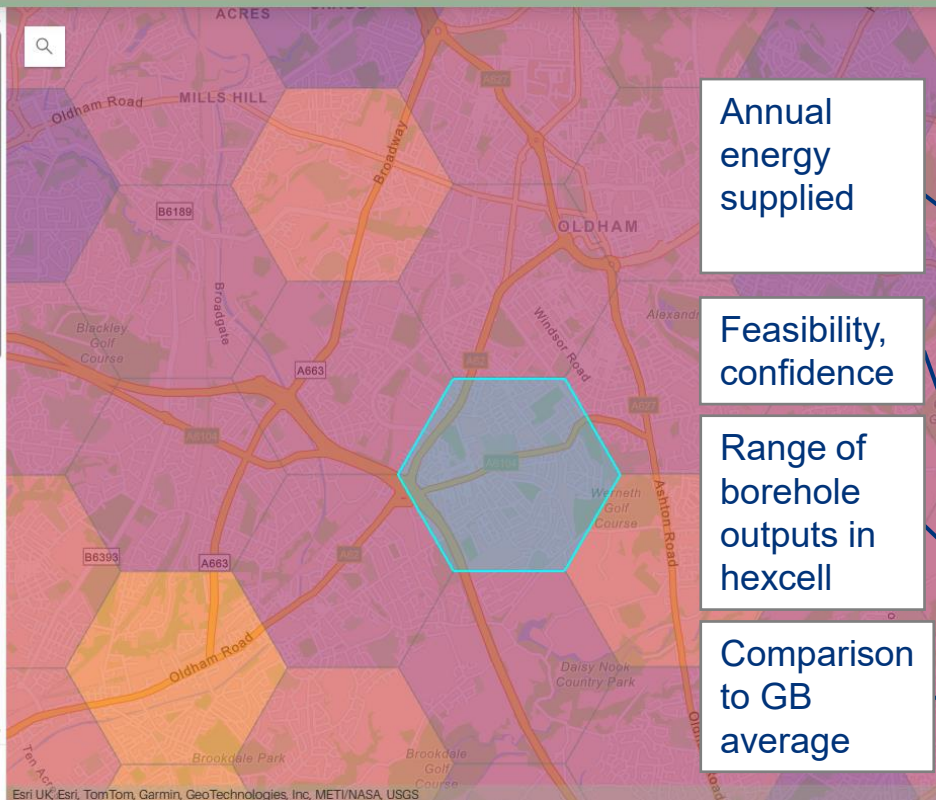 ACRES
A627
MILLS HILL
Oldham Road
Broadway
B6189
OLDHAM
Broadgate
Windsor Road
Blackley
Golf
Course
A663
A62
A627
A6104
A6104
Werneth
Golf
Course
Ashton Road
B6393
A663
A62
Oldham Road
Daisy Nook
Country Park
Brookdale Park
Brookdale
Golf
Course
Esri UK, Esri, TomTom, Garmin, GeoTechnologies, Inc, METI/NASA, USGS
Annual
energy
supplied
Feasibility,
confidence
Range of
borehole
outputs in
hexcell
Comparison
to GB
average